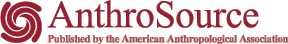 AnthroSource
Published by the American Anthropological Association